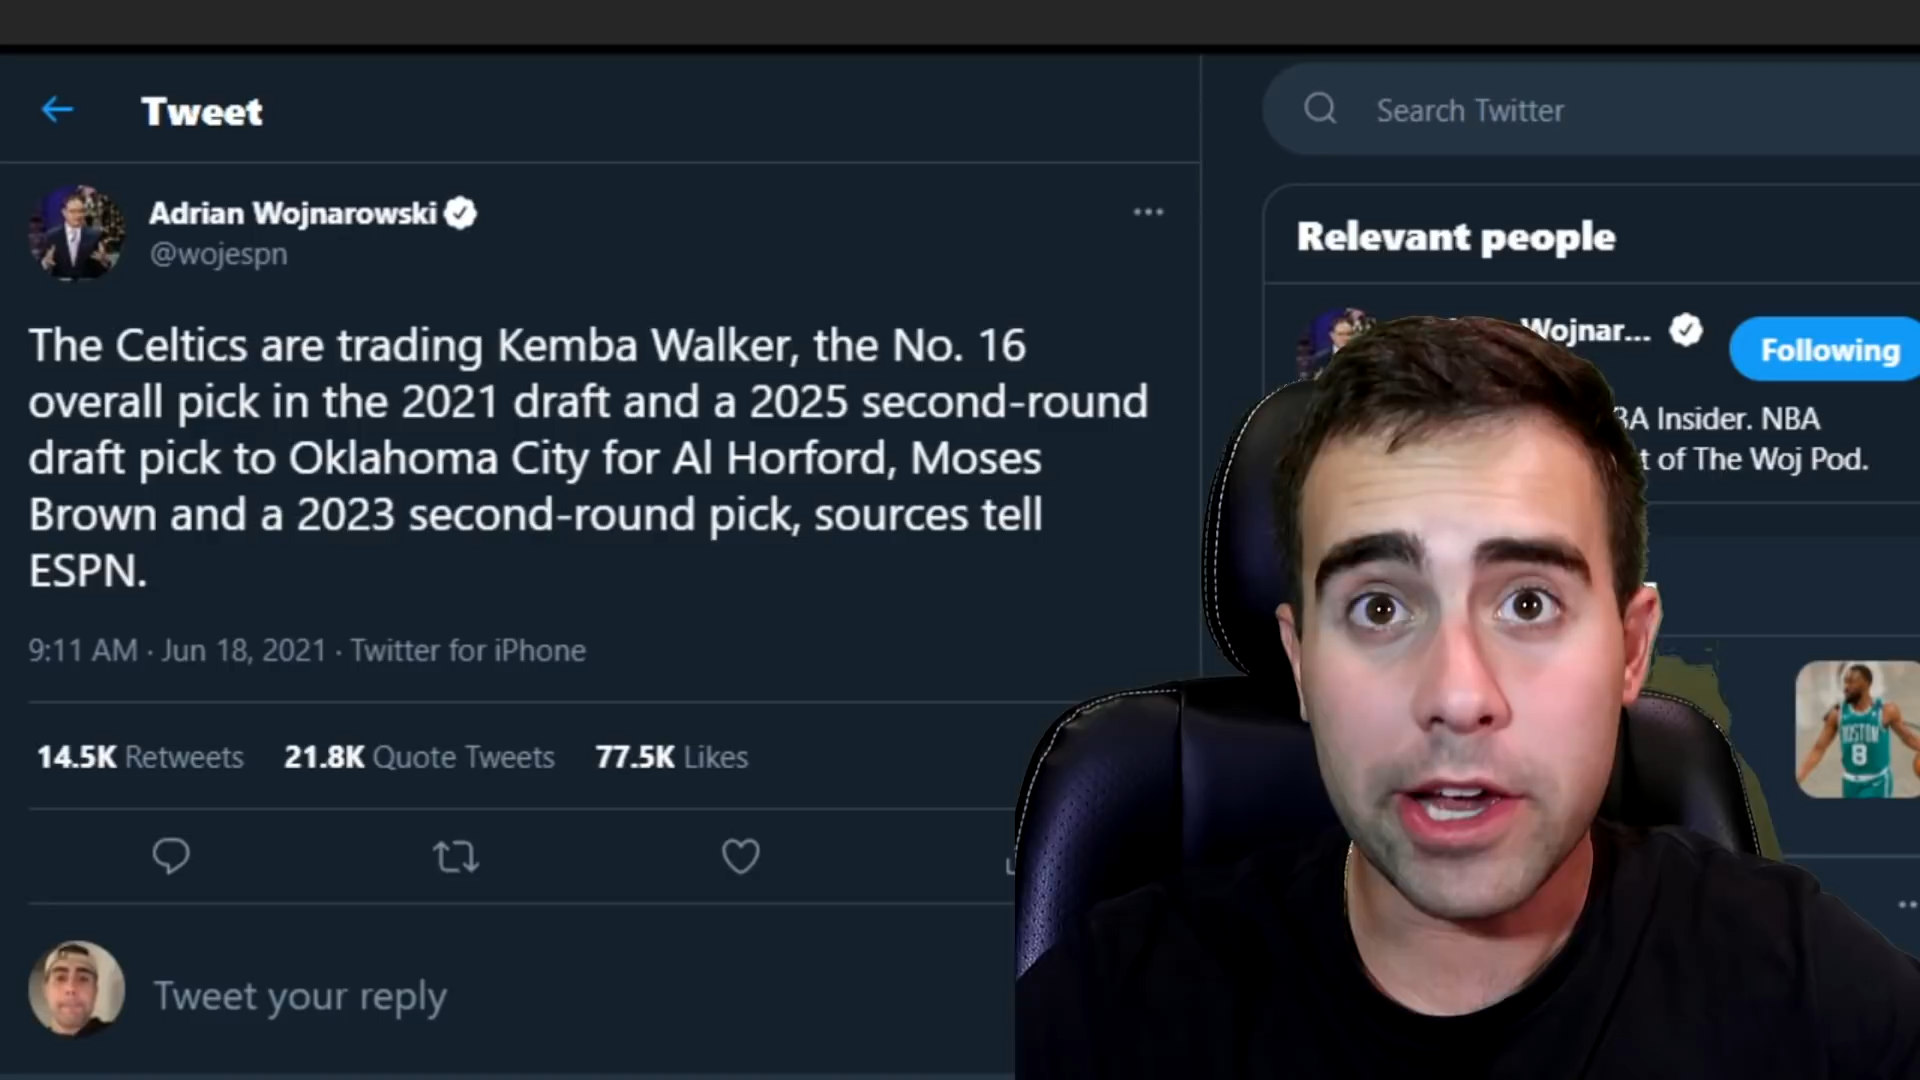 Tweet
Search Twitter
Adrian Wojnarowski
@wojespn
The Celtics are trading Kemba Walker, the No. 16
overall pick in the 2021 draft and a 2025 second-round
draft pick to Oklahoma City for Al Horford, Moses
Brown and a 2023 second-round pick, sources tell
ESPN.
9:11 AM · Jun 18, 2021 · Twitter for iPhone
14.5K Retweets 21.8K Quote Tweets 77.5K Likes
Tweet your reply
Relevant people
Wojnar...
Following
Insider. NBA
of The Woj Pod.
BOSTON
8